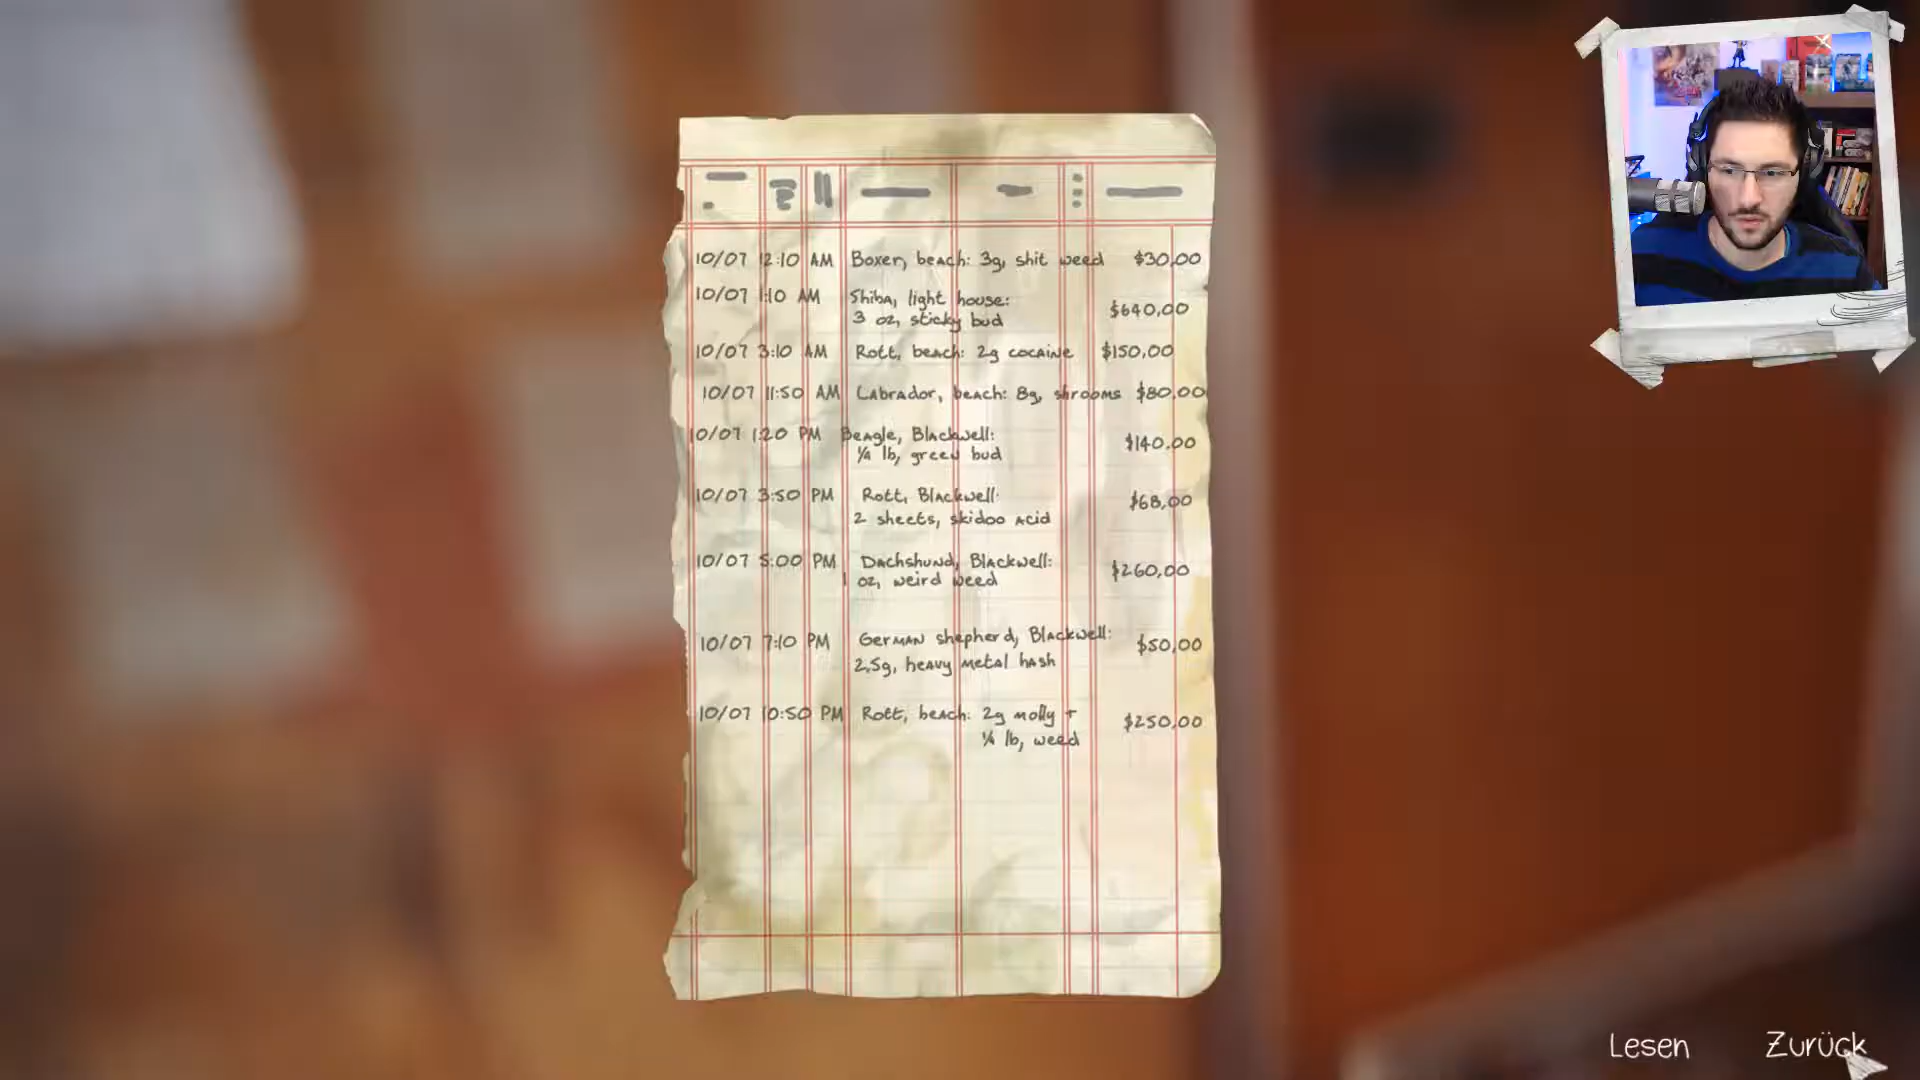 10/07 12:10 AM Boxer, beach: 3g, shit weed $30,00
10/07 1:10 AM Shiba, light house:
3 oz, sticky bud $640,00
10/07 3:10 AM Rott, beach: 2g cocaine $150,00
10/07 11:50 AM Labrador, beach: 8g, shrooms $80,00
10/07 1:20 PM Beagle, Blackwell:
1/4 lb, green bud $140.00
10/07 3:50 PM Rott, Blackwell:
2 sheets, skidoo acid $68,00
10/07 5:00 PM Dachshund, Blackwell:
1 oz, weird weed $260,00
10/07 7:10 PM German shepherd, Blackwell: $50,00
2,5g, heavy metal hash
10/07 10:50 PM Rott, beach: 2g molly + $250,00
1/4 lb, weed
Lesen Zurück